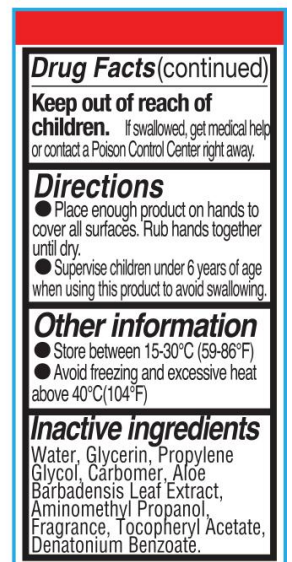 Drug Facts(continued)
Keep out of reach of
children. If swallowed, get medical help
or contact a Poison Control Center right away.
Directions
● Place enough product on hands to
cover all surfaces. Rub hands together
until dry.
● Supervise children under 6 years of age
when using this product to avoid swallowing.
Other information
● Store between 15-30°C (59-86°F)
● Avoid freezing and excessive heat
above 40°C(104°F)
Inactive ingredients
Water, Glycerin, Propylene
Glycol, Carbomer, Aloe
Barbadensis Leaf Extract,
Aminomethyl Propanol,
Fragrance, Tocopheryl Acetate,
Denatonium Benzoate.